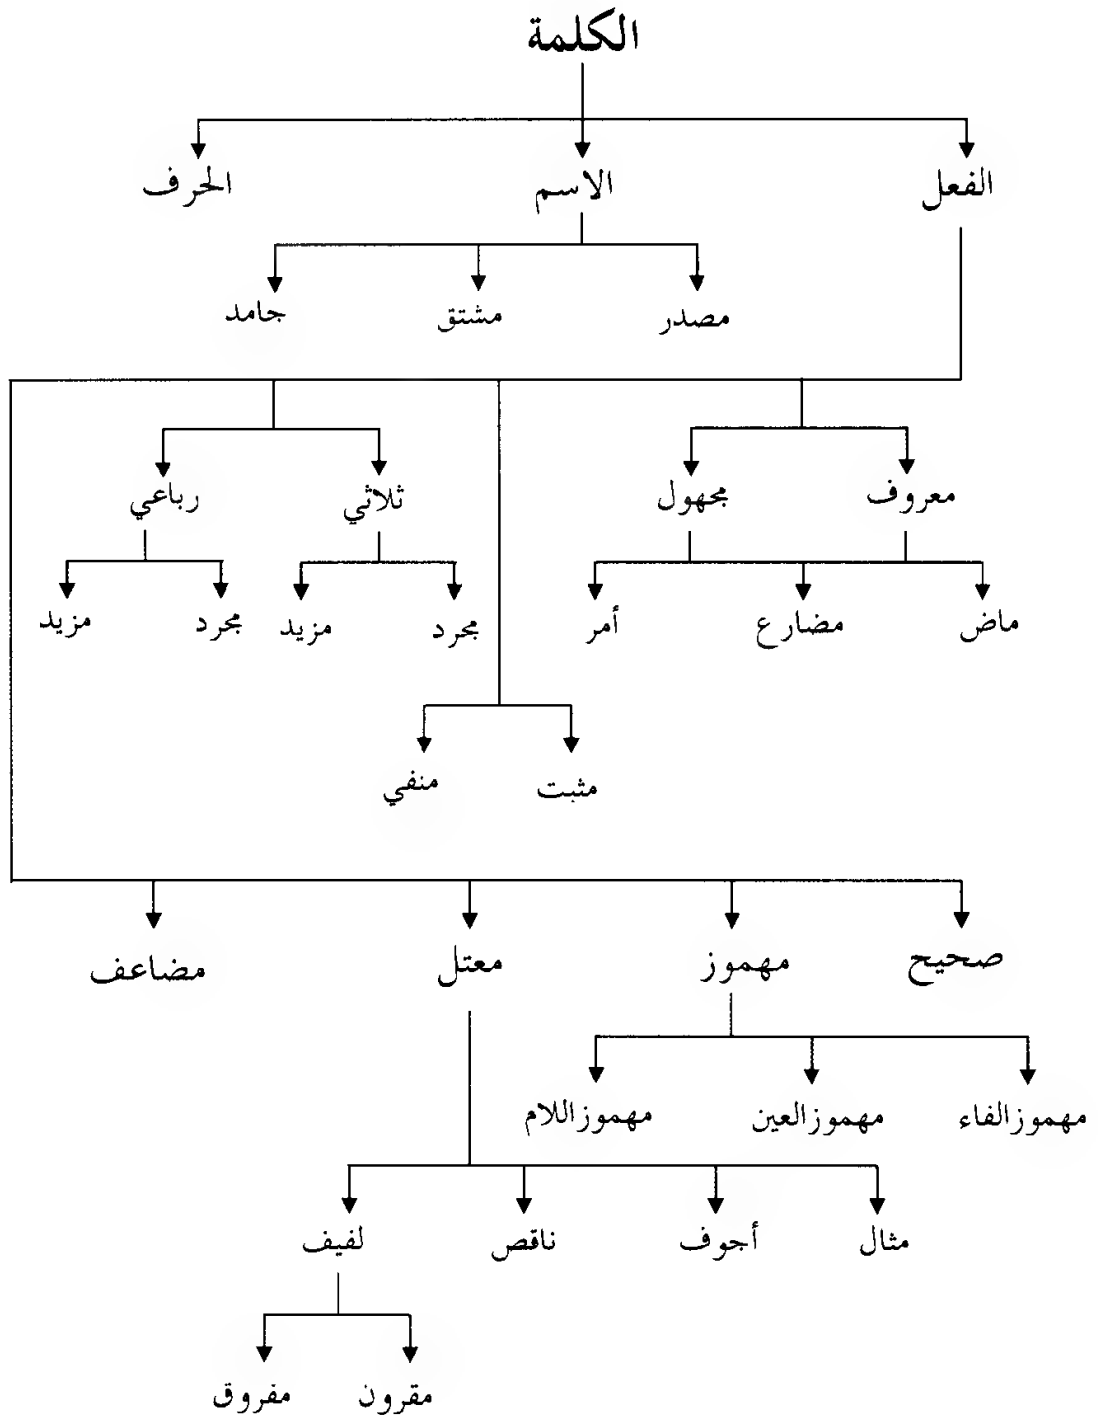 الكلمة
الفعل الاسم الحرف
مصدر مشتق جامد
معروف مجهول ثلاثي رباعي
ماض مضارع أمر مجرد مزيد مجرد مزيد
مثبت منفي
صحيح مهموز معتل مضاعف
مهموزالفاء مهموزالعين مهموزاللام
مثال أجوف ناقص لفيف
مقرون مفروق